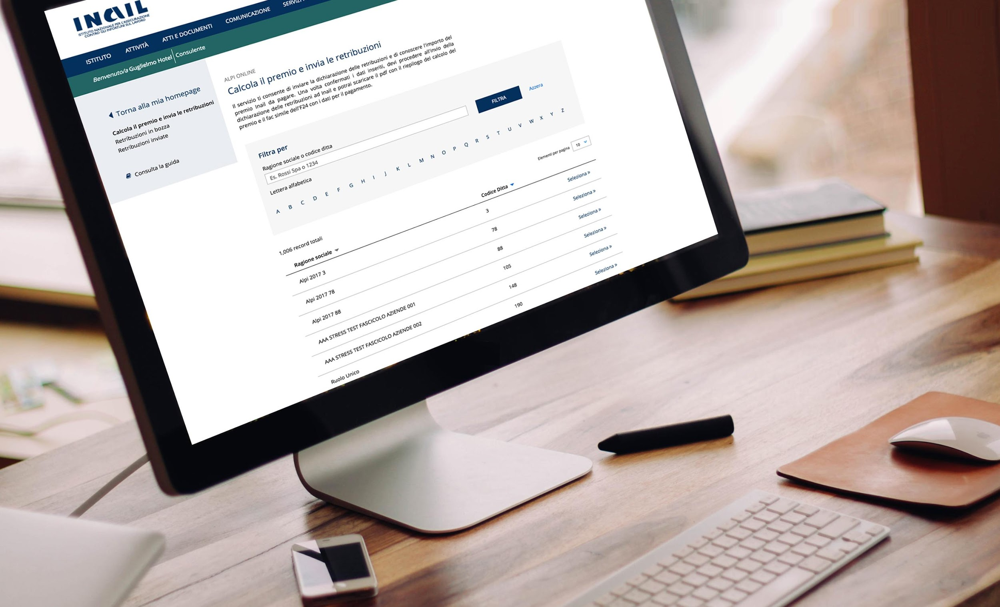 INAIL
ISTITUTO NAZIONALE PER L'ASSICURAZIONE
CONTRO GLI INFORTUNI SUL LAVORO
ISTITUTO ATTIVITÀ ATTI E DOCUMENTI COMUNICAZIONE
Benvenuto/a Guglielmo Hotel | Consulente
Torna alla mia homepage
Calcola il premio e invia le retribuzioni
Retribuzioni in bozza
Retribuzioni inviate
Consulta la guida
ALPI ONLINE
Calcola il premio e invia le retribuzioni
Il servizio ti consente di inviare la dichiarazione delle retribuzioni e di conoscere l'importo del
premio Inail da pagare. Una volta confermati i dati inseriti, devi procedere all'invio della
dichiarazione delle retribuzioni ad Inail e potrai scaricare il pdf con il riepilogo del calcolo del
premio e il fac simile dell'F24 con i dati per il pagamento.
Filtra per
Ragione sociale o codice ditta
Es. Rossi Spa o 1234
FILTRA Azzera
Lettera alfabetica
A B C D E F G H I J K L M N O P Q R S T U V W X Y Z
1,006 record totali
Elementi per pagina 10
Ragione sociale Codice Ditta
Alpi 2017 3 3 Seleziona »
Alpi 2017 78 78 Seleziona »
Alpi 2017 88 88 Seleziona »
AAA STRESS TEST FASCICOLO AZIENDE 001 105 Seleziona »
AAA STRESS TEST FASCICOLO AZIENDE 002 148 Seleziona »
Ruolo Unico 190 Seleziona »